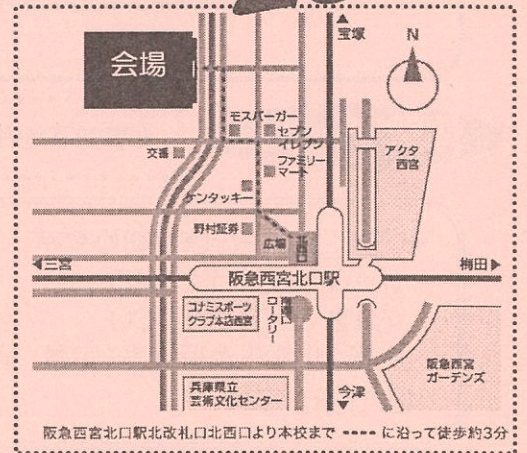 宝塚
N
会場
モスバーガー
セブン
イレブン
交番
ファミリー
マート
アクタ
西宮
ケンタッキー
野村証券
広場
北西口
三宮
阪急西宮北口駅
梅田
コナミスポーツ
クラブ本店西宮
南西口
ロータリー
阪急西宮
ガーデンズ
兵庫県立
芸術文化センター
今津
阪急西宮北口駅北改札口北西口より本校まで ---- に沿って徒歩約3分